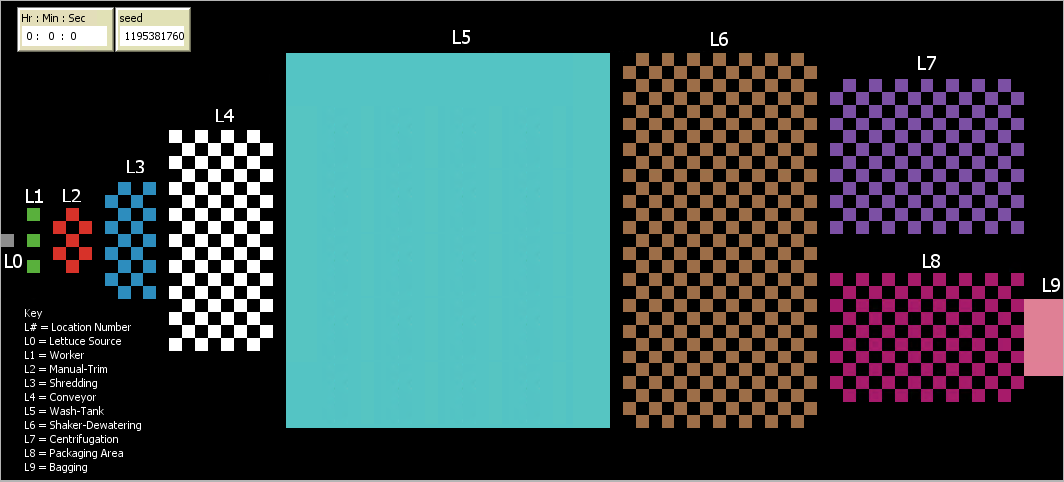 Hr : Min : Sec
0 : 0 : 0
seed
1195381760
L5
L6
L7
L4
L3
L1
L2
L0
L8
L9
Key
L# = Location Number
L0 = Lettuce Source
L1 = Worker
L2 = Manual-Trim
L3 = Shredding
L4 = Conveyor
L5 = Wash-Tank
L6 = Shaker-Dewatering
L7 = Centrifugation
L8 = Packaging Area
L9 = Bagging